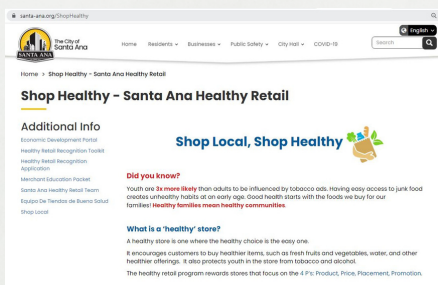 santa-ana.org/ShopHealthy
English
The City of
Santa Ana
SANTA ANA
Home Residents Businesses Public Safety City Hall COVID-19
Search
Home > Shop Healthy - Santa Ana Healthy Retail
Shop Healthy - Santa Ana Healthy Retail
Additional Info
Economic Development Portal
Healthy Retail Recognition Toolkit
Healthy Retail Recognition
Application
Merchant Education Packet
Santa Ana Healthy Retail Team
Equipo De Tiendas de Buena Salud
Shop Local
Shop Local, Shop Healthy
Did you know?
Youth are 3x more likely than adults to be influenced by tobacco ads. Having easy access to junk food
creates unhealthy habits at an early age. Good health starts with the foods we buy for our
families! Healthy families mean healthy communities.
What is a 'healthy' store?
A healthy store is one where the healthy choice is the easy one.
It encourages customers to buy healthier items, such as fresh fruits and vegetables, water, and other
healthier offerings. It also protects youth in the store from tobacco and alcohol.
The healthy retail program rewards stores that focus on the 4 P's: Product, Price, Placement, Promotion.